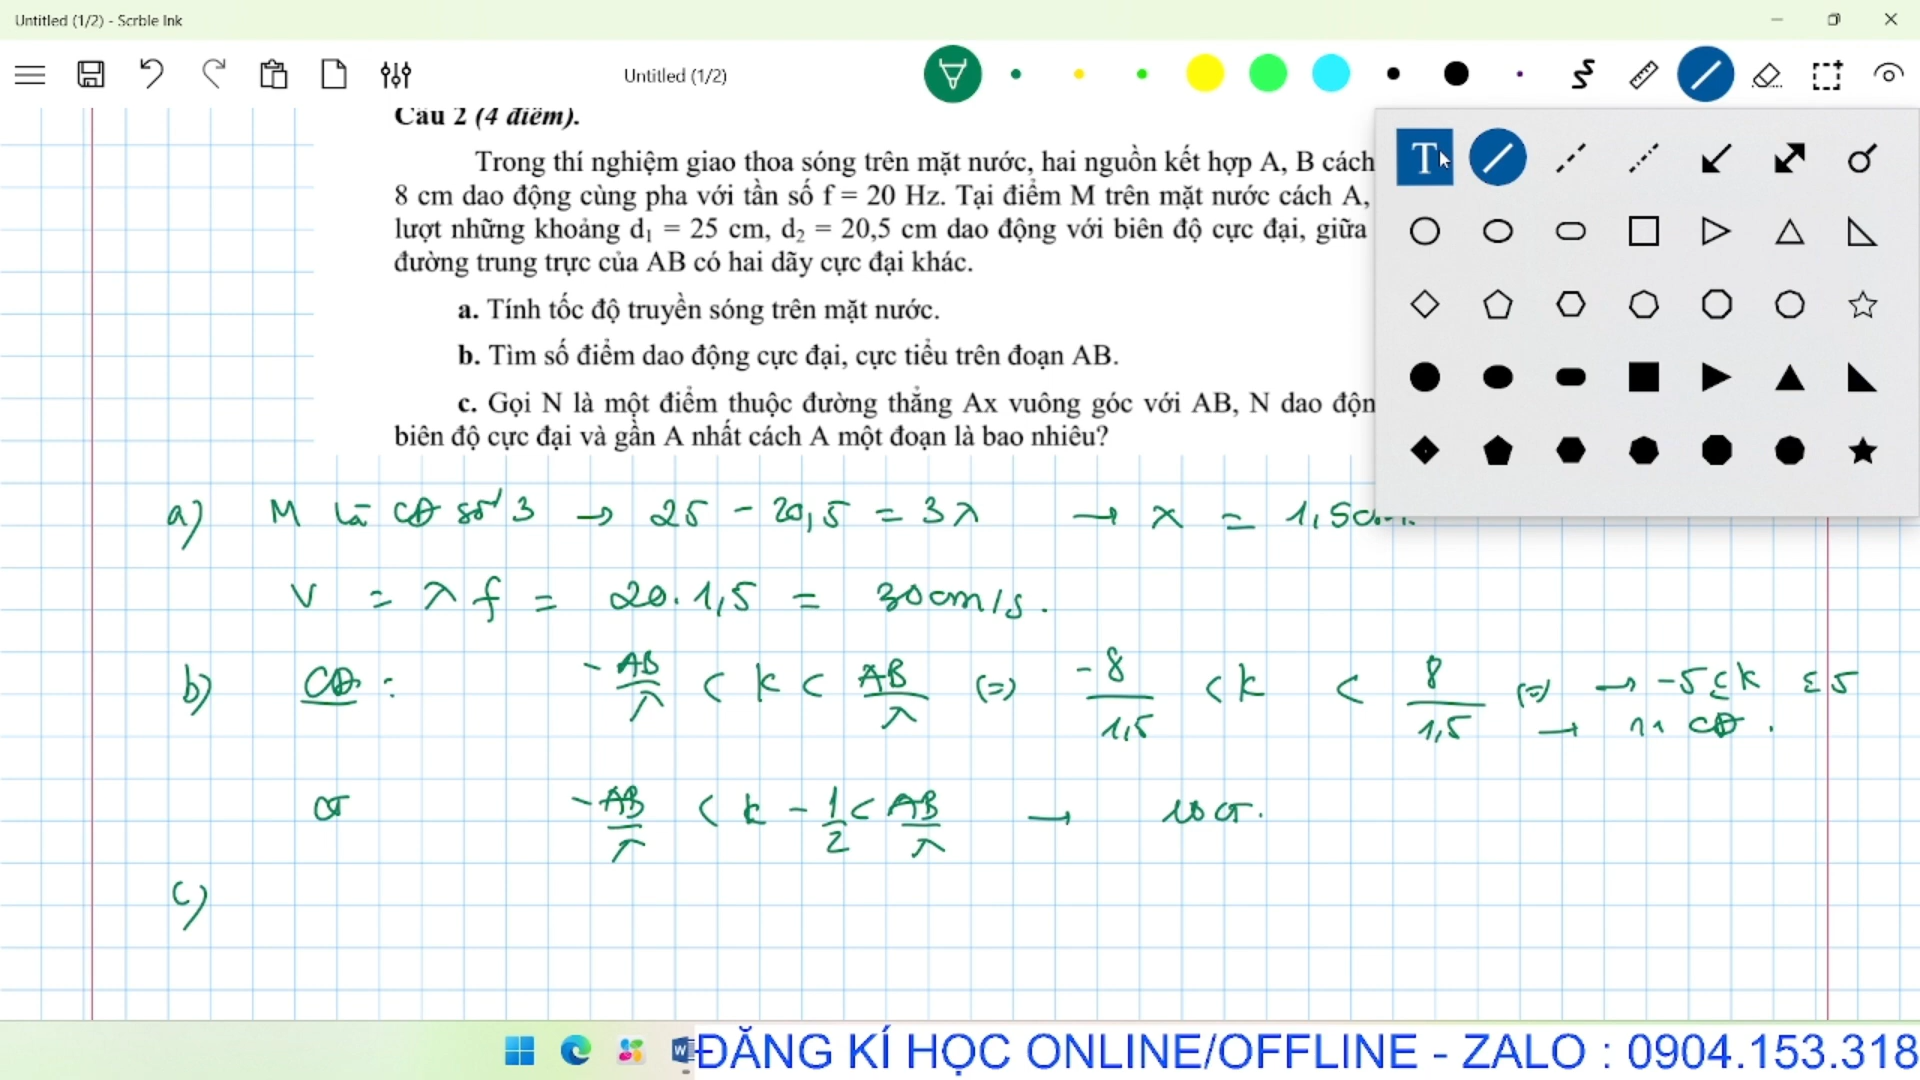 Untitled (1/2) - Scrble Ink
Untitled (1/2)
Câu 2 (4 điểm).
Trong thí nghiệm giao thoa sóng trên mặt nước, hai nguồn kết hợp A, B cách
8 cm dao động cùng pha với tần số f = 20 Hz. Tại điểm M trên mặt nước cách A,
lượt những khoảng d₁ = 25 cm, d₂ = 20,5 cm dao động với biên độ cực đại, giữa
đường trung trực của AB có hai dãy cực đại khác.
a. Tính tốc độ truyền sóng trên mặt nước.
b. Tìm số điểm dao động cực đại, cực tiểu trên đoạn AB.
c. Gọi N là một điểm thuộc đường thẳng Ax vuông góc với AB, N dao độn
biên độ cực đại và gần A nhất cách A một đoạn là bao nhiêu?
T
a) M là CĐ số 3 → 25 - 20,5 = 3λ → λ = 1,5cm.
V = λf = 20.1,5 = 30cm/s.
b) CĐ: -AB/λ < k < AB/λ (=) -8/1,5 < k < 8/1,5 (=) → -5 ≤ k ≤ 5
→ 11 CĐ.
CT -AB/λ < k - 1/2 < AB/λ → 10 CT.
c)
ĐĂNG KÍ HỌC ONLINE/OFFLINE - ZALO : 0904.153.318